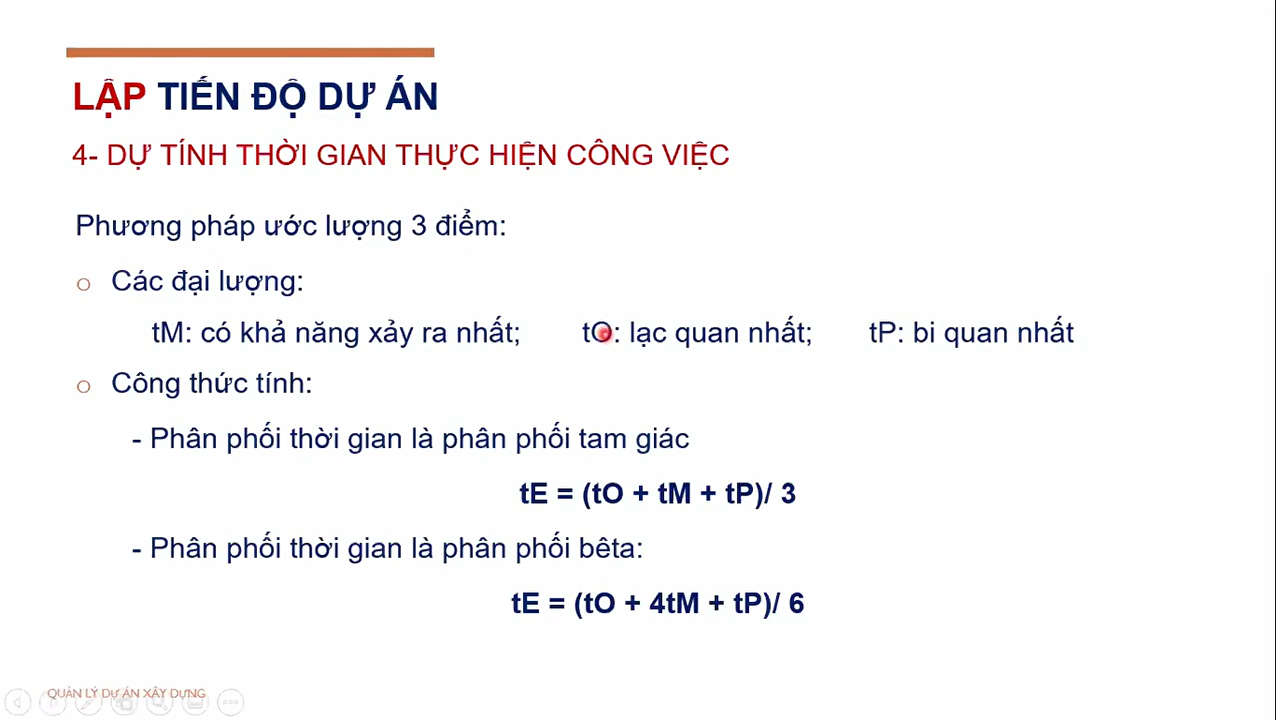 LẬP TIẾN ĐỘ DỰ ÁN
4- DỰ TÍNH THỜI GIAN THỰC HIỆN CÔNG VIỆC
Phương pháp ước lượng 3 điểm:
o Các đại lượng:
tM: có khả năng xảy ra nhất; tO: lạc quan nhất; tP: bi quan nhất
o Công thức tính:
- Phân phối thời gian là phân phối tam giác
tE = (tO + tM + tP)/ 3
- Phân phối thời gian là phân phối bêta:
tE = (tO + 4tM + tP)/ 6
QUẢN LÝ DỰ ÁN XÂY DỰNG